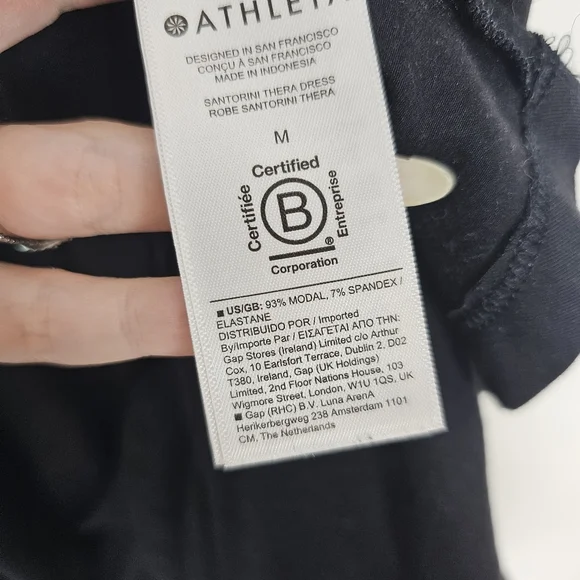 ATHLETA
DESIGNED IN SAN FRANCISCO
CONÇU À SAN FRANCISCO
MADE IN INDONESIA
SANTORINI THERA DRESS
ROBE SANTORINI THERA
M
Certified
Certifiée
B
Entreprise
®
Corporation
■ US/GB: 93% MODAL, 7% SPANDEX /
ELASTANE
DISTRIBUIDO POR / Imported
By/Importe Par / ΕΙΣΑΓΕΤΑΙ ΑΠΟ ΤΗΝ:
Gap Stores (Ireland) Limited c/o Arthur
Cox, 10 Earlsfort Terrace, Dublin 2, D02
T380, Ireland, Gap (UK Holdings)
Limited, 2nd Floor Nations House, 103
Wigmore Street, London, W1U 1QS, UK
■ Gap (RHC) B.V. Luna ArenA
Herikerbergweg 238 Amsterdam 1101
CM, The Netherlands